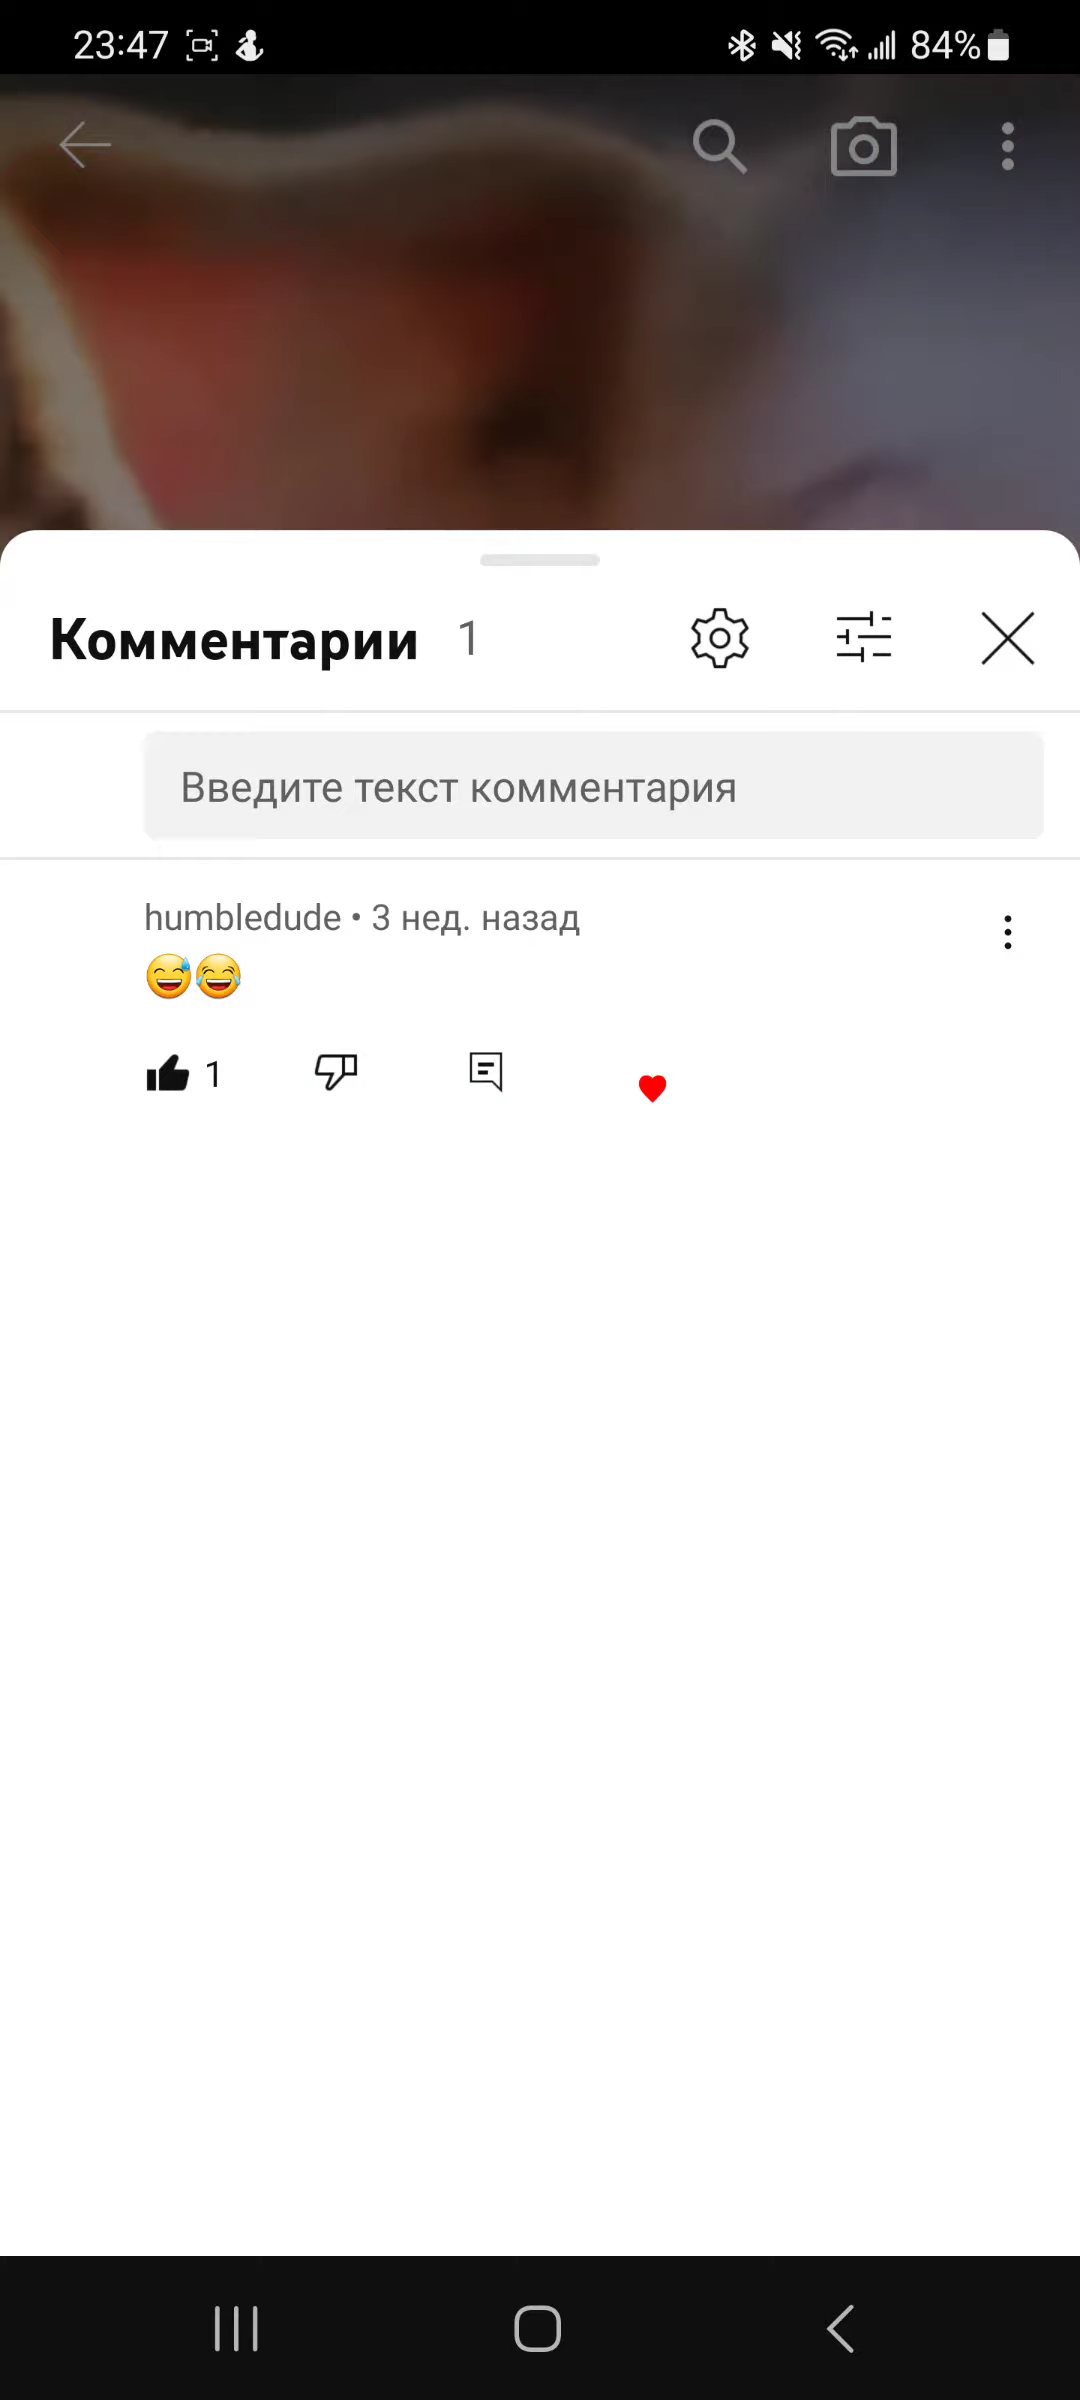 23:47 84%
Комментарии 1
Введите текст комментария
humbledude • 3 нед. назад
😅😂
1